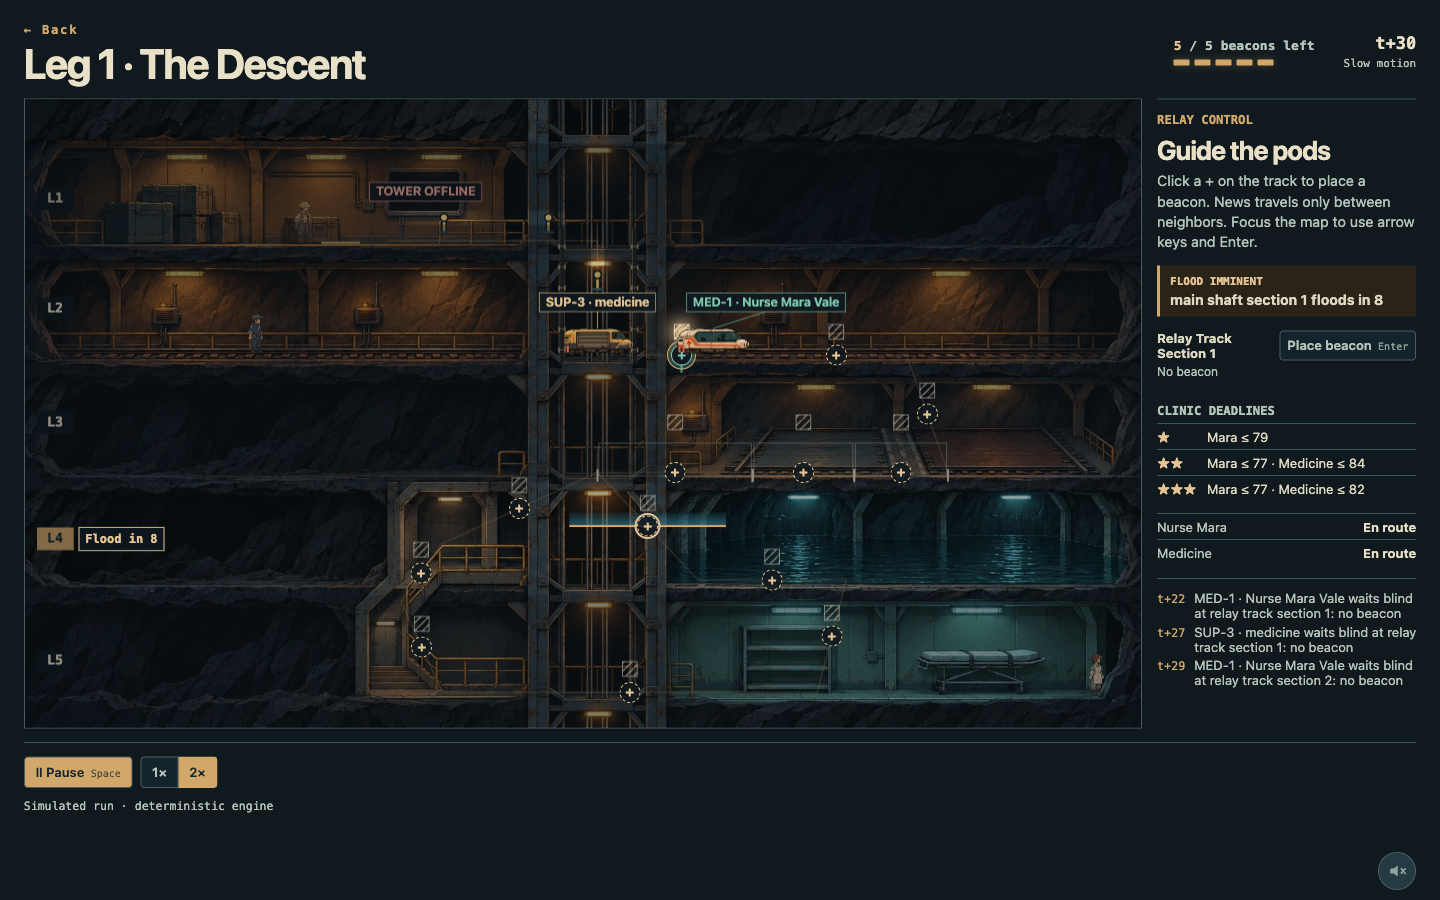 ← Back
Leg 1 · The Descent
5 / 5 beacons left
t+30
Slow motion
L1
TOWER OFFLINE
L2
SUP-3 · medicine
MED-1 · Nurse Mara Vale
L3
L4
Flood in 8
L5
RELAY CONTROL
Guide the pods
Click a + on the track to place a
beacon. News travels only between
neighbors. Focus the map to use arrow
keys and Enter.
FLOOD IMMINENT
main shaft section 1 floods in 8
Relay Track
Section 1
No beacon
Place beacon Enter
CLINIC DEADLINES
★ Mara ≤ 79
★★ Mara ≤ 77 · Medicine ≤ 84
★★★ Mara ≤ 77 · Medicine ≤ 82
Nurse Mara En route
Medicine En route
t+22 MED-1 · Nurse Mara Vale waits blind
at relay track section 1: no beacon
t+27 SUP-3 · medicine waits blind at relay
track section 1: no beacon
t+29 MED-1 · Nurse Mara Vale waits blind
at relay track section 2: no beacon
Pause Space
1×
2×
Simulated run · deterministic engine